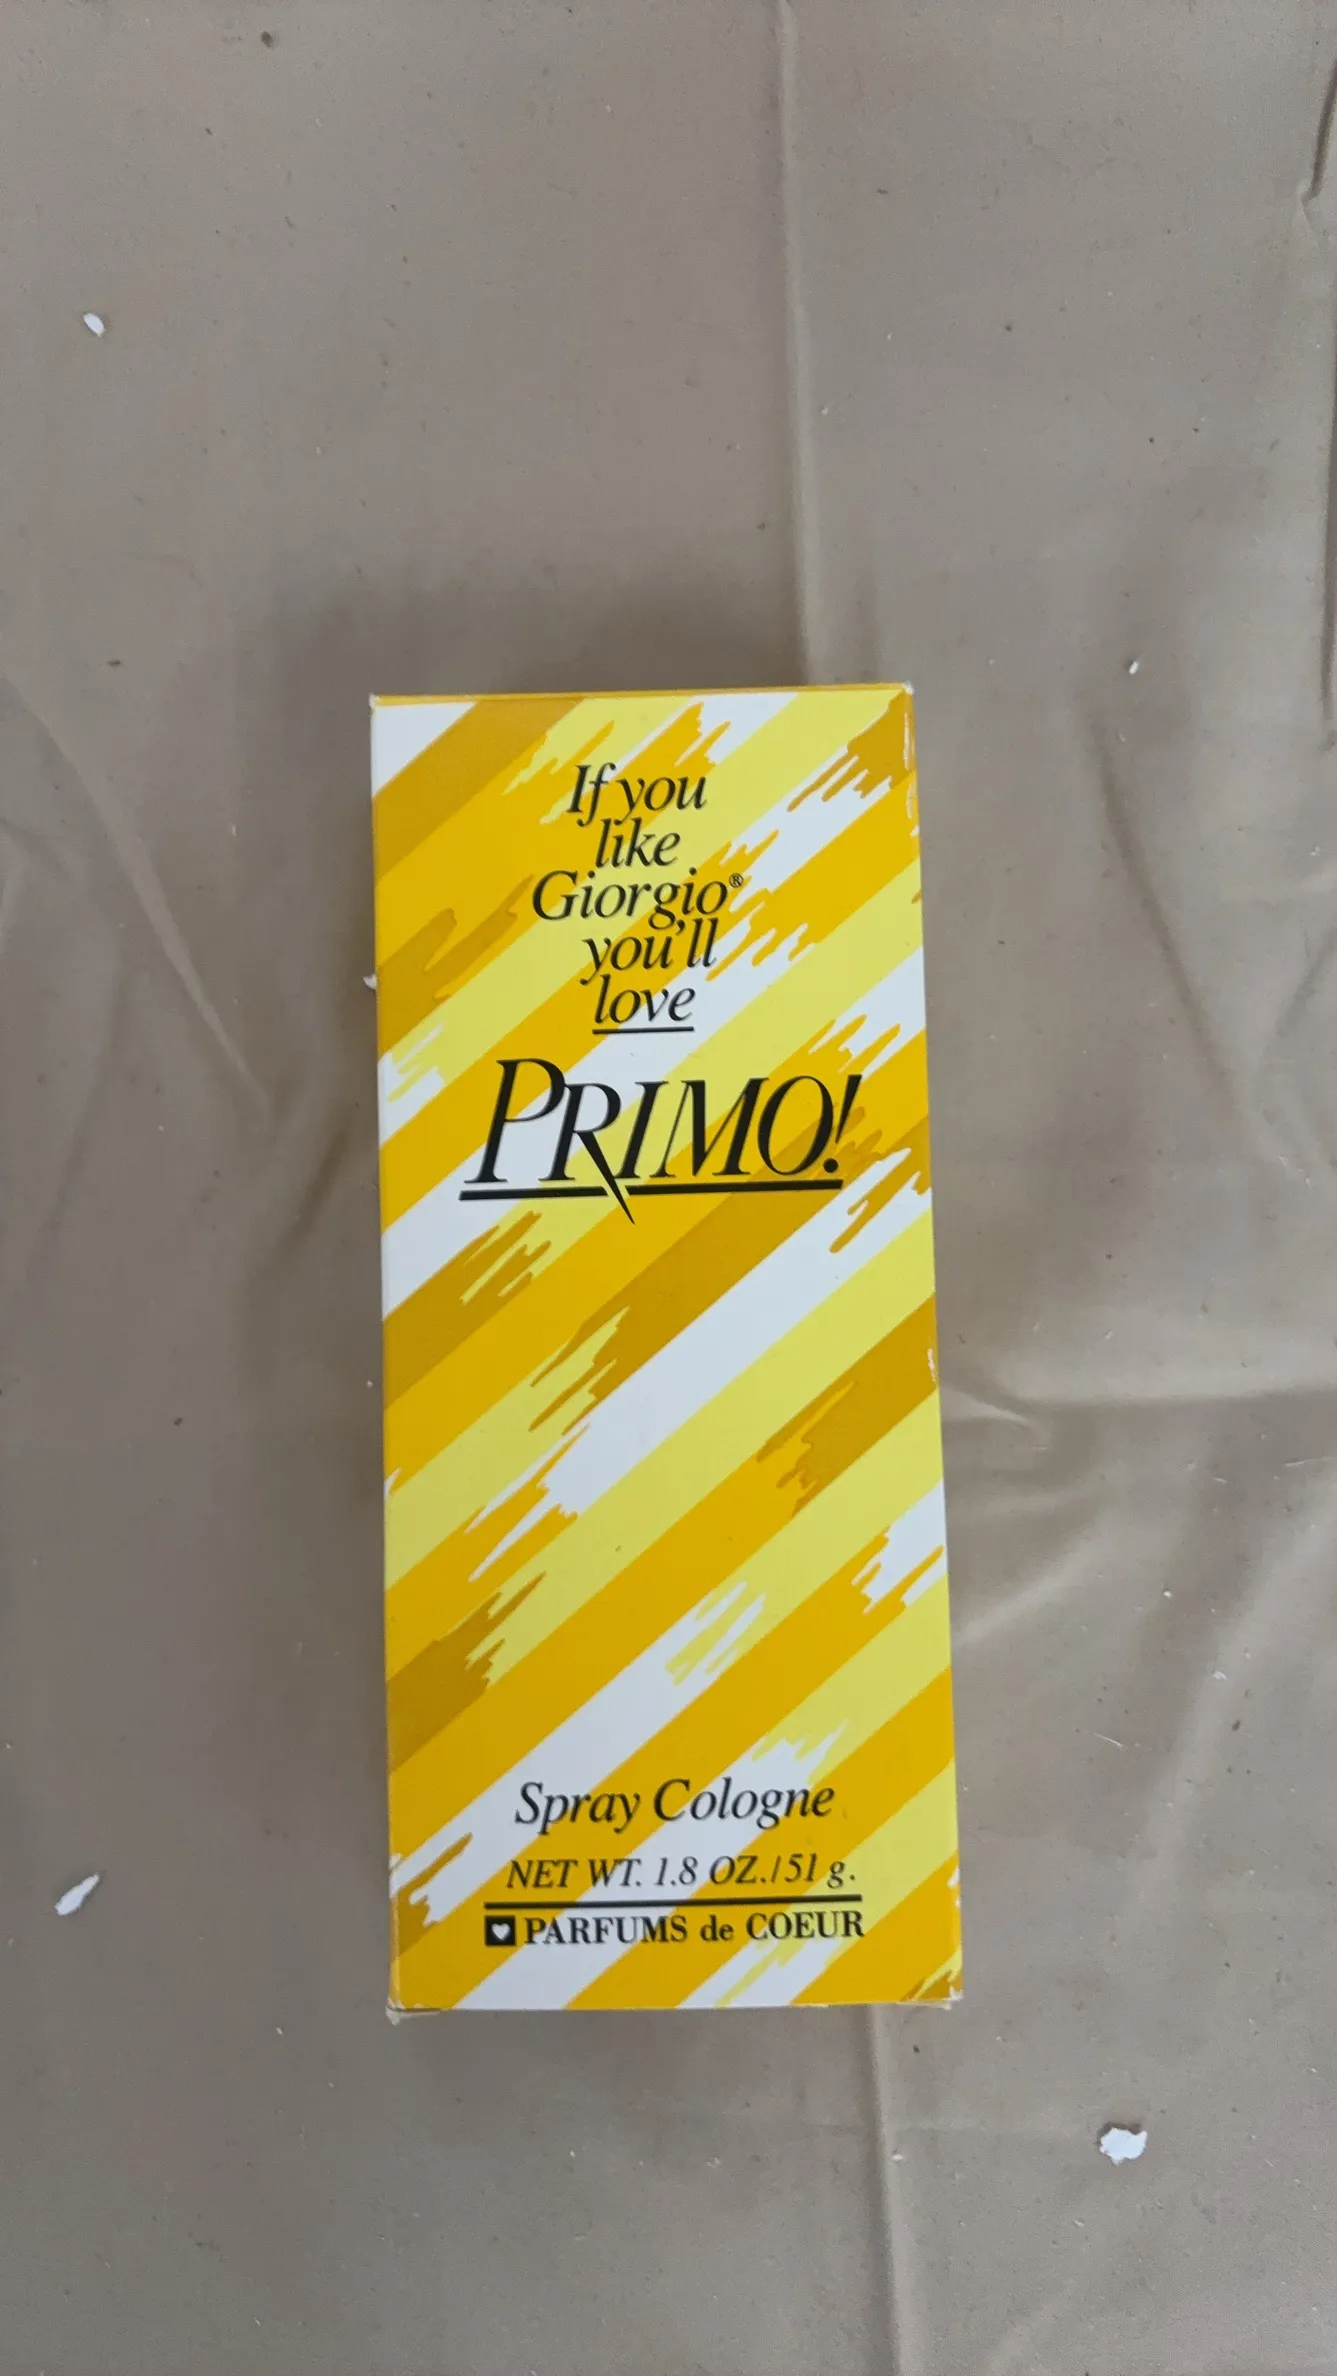 If you
like
Giorgio®
you'll
love
PRIMO!
Spray Cologne
NET WT. 1.8 OZ./51 g.
PARFUMS de COEUR